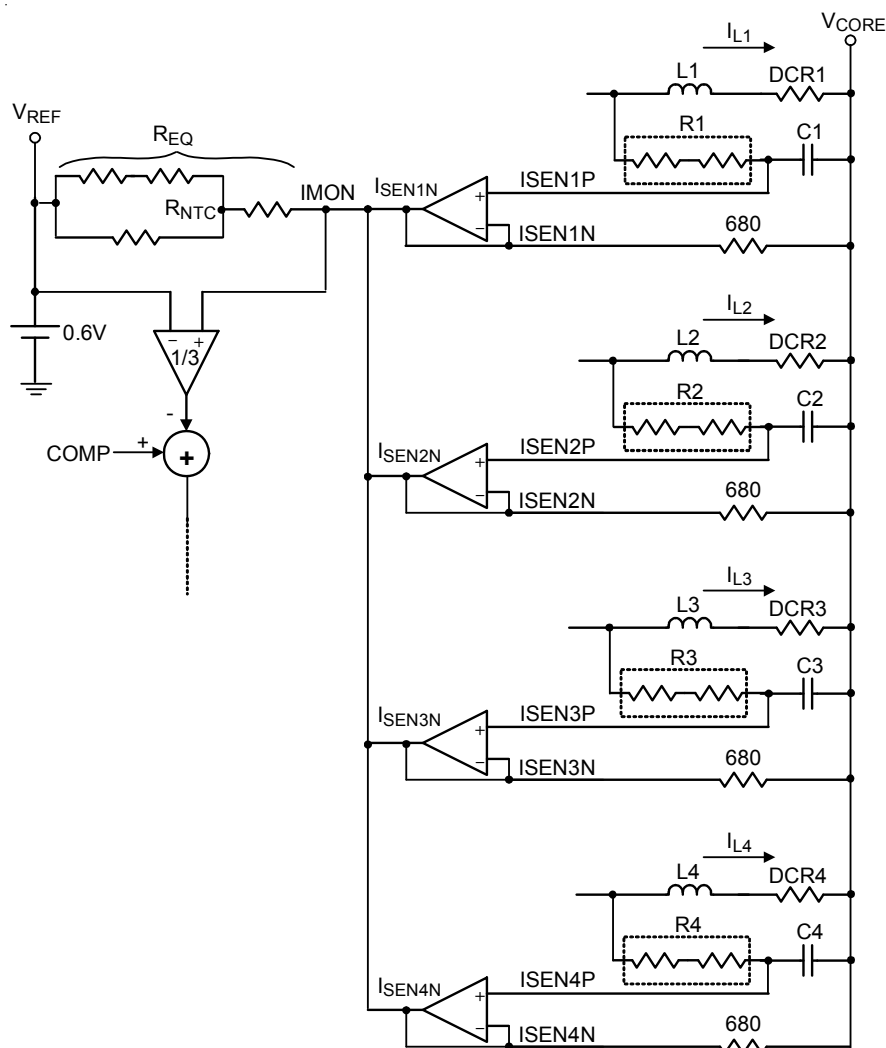 VCORE
IL1
L1
DCR1
VREF
REQ
R1
C1
RNTC
IMON
ISEN1N
+
ISEN1P
−
ISEN1N
680
0.6V
− +
1/3
-
COMP
+
+
IL2
L2
DCR2
R2
C2
ISEN2N
+
ISEN2P
−
ISEN2N
680
IL3
L3
DCR3
R3
C3
ISEN3N
+
ISEN3P
−
ISEN3N
680
IL4
L4
DCR4
R4
C4
ISEN4N
+
ISEN4P
−
ISEN4N
680